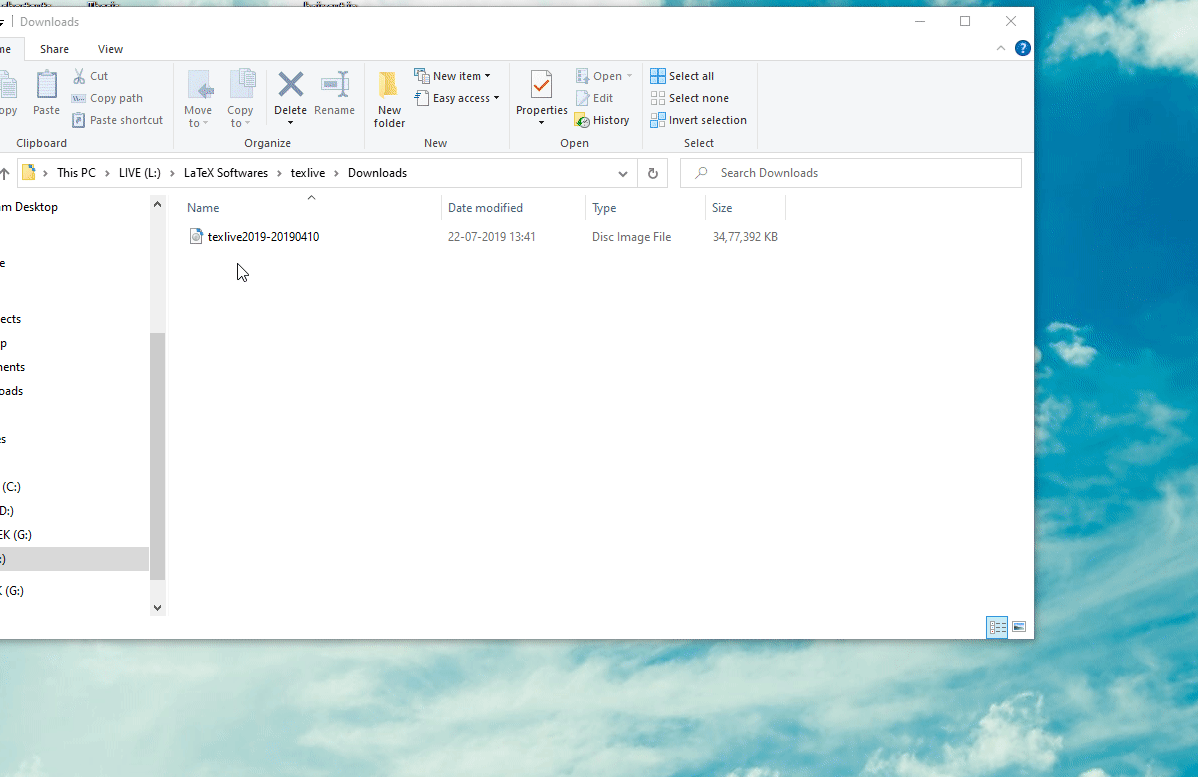 Downloads
me Share View
opy
Paste
Cut
Copy path
Paste shortcut
Clipboard
Move
to
Copy
to
Delete
Rename
Organize
New
folder
New item
Easy access
New
Properties
Open
Edit
History
Open
Select all
Select none
Invert selection
Select
?
This PC > LIVE (L:) > LaTeX Softwares > texlive > Downloads
Search Downloads
Name Date modified Type Size
texlive2019-20190410 22-07-2019 13:41 Disc Image File 34,77,392 KB
m Desktop
e
ects
p
ents
oads
s
(C:)
D:)
EK (G:)
:)
(G:)